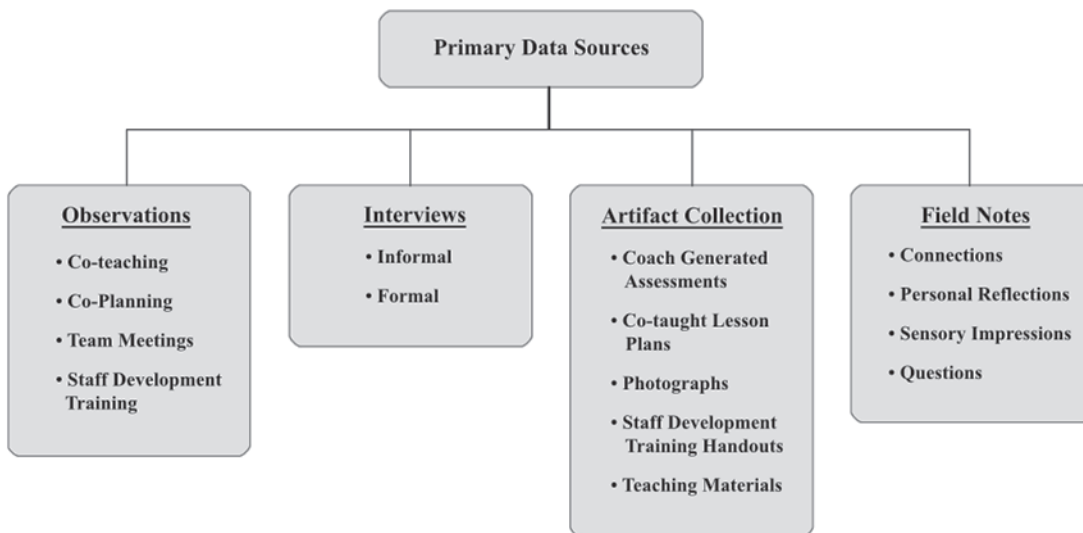 Primary Data Sources
Observations
• Co-teaching
• Co-Planning
• Team Meetings
• Staff Development
Training
Interviews
• Informal
• Formal
Artifact Collection
• Coach Generated
Assessments
• Co-taught Lesson
Plans
• Photographs
• Staff Development
Training Handouts
• Teaching Materials
Field Notes
• Connections
• Personal Reflections
• Sensory Impressions
• Questions